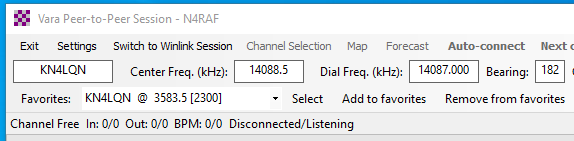 Vara Peer-to-Peer Session - N4RAF
Exit Settings Switch to Winlink Session Channel Selection Map Forecast Auto-connect Next
KN4LQN Center Freq. (kHz): 14088.5 Dial Freq. (kHz): 14087.000 Bearing: 182
Favorites: KN4LQN @ 3583.5 [2300] Select Add to favorites Remove from favorites
Channel Free In: 0/0 Out: 0/0 BPM: 0/0 Disconnected/Listening